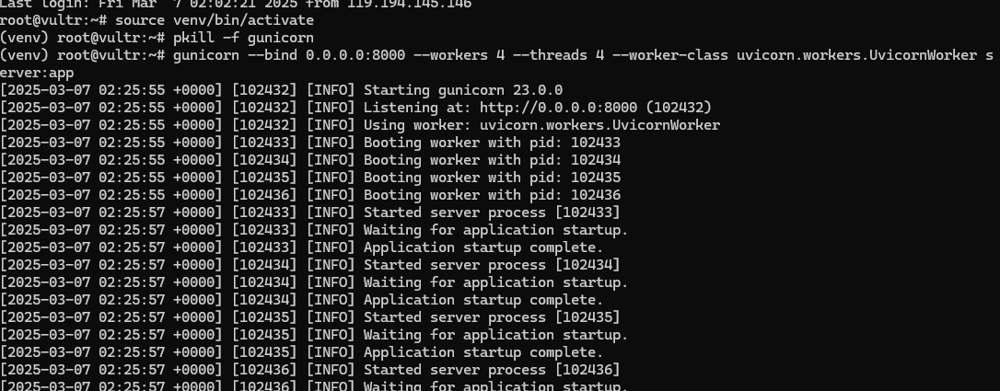 Last login: Fri Mar  7 02:02:21 2025 from 119.194.145.146
root@vultr:~# source venv/bin/activate
(venv) root@vultr:~# pkill -f gunicorn
(venv) root@vultr:~# gunicorn --bind 0.0.0.0:8000 --workers 4 --threads 4 --worker-class uvicorn.workers.UvicornWorker s
erver:app
[2025-03-07 02:25:55 +0000] [102432] [INFO] Starting gunicorn 23.0.0
[2025-03-07 02:25:55 +0000] [102432] [INFO] Listening at: http://0.0.0.0:8000 (102432)
[2025-03-07 02:25:55 +0000] [102432] [INFO] Using worker: uvicorn.workers.UvicornWorker
[2025-03-07 02:25:55 +0000] [102433] [INFO] Booting worker with pid: 102433
[2025-03-07 02:25:55 +0000] [102434] [INFO] Booting worker with pid: 102434
[2025-03-07 02:25:55 +0000] [102435] [INFO] Booting worker with pid: 102435
[2025-03-07 02:25:55 +0000] [102436] [INFO] Booting worker with pid: 102436
[2025-03-07 02:25:57 +0000] [102433] [INFO] Started server process [102433]
[2025-03-07 02:25:57 +0000] [102433] [INFO] Waiting for application startup.
[2025-03-07 02:25:57 +0000] [102433] [INFO] Application startup complete.
[2025-03-07 02:25:57 +0000] [102434] [INFO] Started server process [102434]
[2025-03-07 02:25:57 +0000] [102434] [INFO] Waiting for application startup.
[2025-03-07 02:25:57 +0000] [102434] [INFO] Application startup complete.
[2025-03-07 02:25:57 +0000] [102435] [INFO] Started server process [102435]
[2025-03-07 02:25:57 +0000] [102435] [INFO] Waiting for application startup.
[2025-03-07 02:25:57 +0000] [102435] [INFO] Application startup complete.
[2025-03-07 02:25:57 +0000] [102436] [INFO] Started server process [102436]
[2025-03-07 02:25:57 +0000] [102436] [INFO] Waiting for application startup.